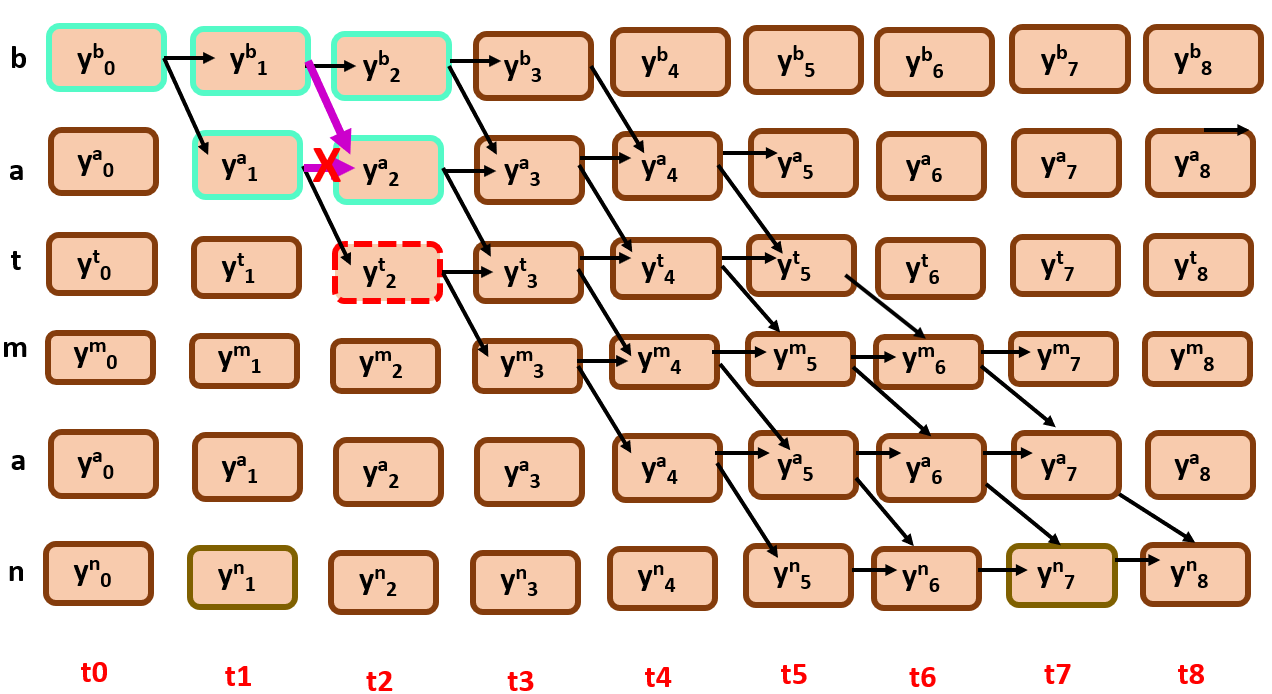 b y^b_0 y^b_1 y^b_2 y^b_3 y^b_4 y^b_5 y^b_6 y^b_7 y^b_8
a y^a_0 y^a_1 X y^a_2 y^a_3 y^a_4 y^a_5 y^a_6 y^a_7 y^a_8
t y^t_0 y^t_1 y^t_2 y^t_3 y^t_4 y^t_5 y^t_6 y^t_7 y^t_8
m y^m_0 y^m_1 y^m_2 y^m_3 y^m_4 y^m_5 y^m_6 y^m_7 y^m_8
a y^a_0 y^a_1 y^a_2 y^a_3 y^a_4 y^a_5 y^a_6 y^a_7 y^a_8
n y^n_0 y^n_1 y^n_2 y^n_3 y^n_4 y^n_5 y^n_6 y^n_7 y^n_8
t0 t1 t2 t3 t4 t5 t6 t7 t8